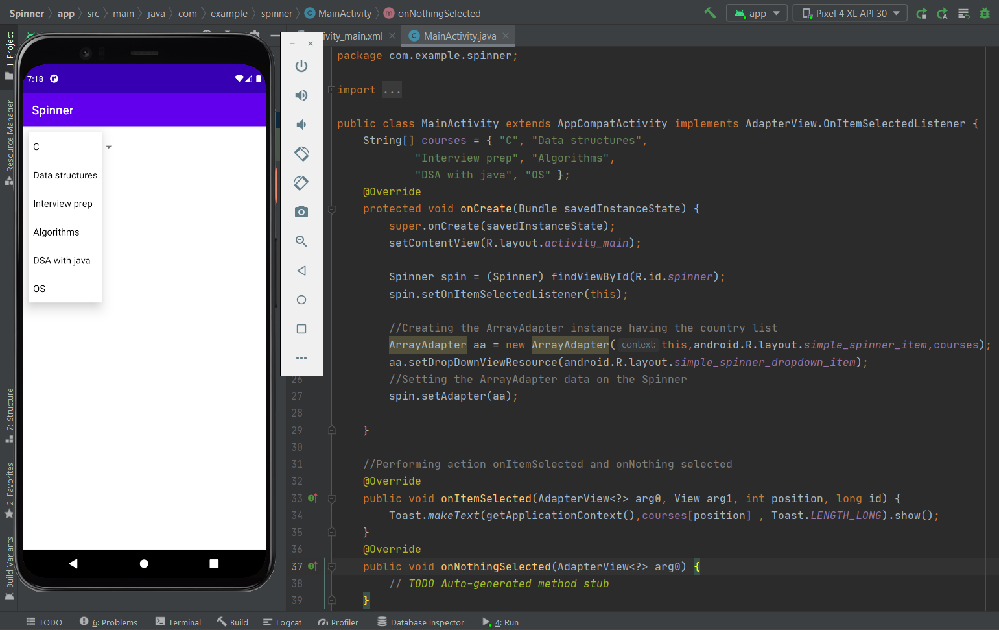 Spinner app src main java com example spinner MainActivity onNothingSelected
app Pixel 4 XL API 30
1: Project
Resource Manager
7: Structure
2: Favorites
Build Variants
7:18
Spinner
C
Data structures
Interview prep
Algorithms
DSA with java
OS
ivity_main.xml MainActivity.java
package com.example.spinner;
import ...
public class MainActivity extends AppCompatActivity implements AdapterView.OnItemSelectedListener {
String[] courses = { "C", "Data structures",
"Interview prep", "Algorithms",
"DSA with java", "OS" };
@Override
protected void onCreate(Bundle savedInstanceState) {
super.onCreate(savedInstanceState);
setContentView(R.layout.activity_main);
Spinner spin = (Spinner) findViewById(R.id.spinner);
spin.setOnItemSelectedListener(this);
//Creating the ArrayAdapter instance having the country list
ArrayAdapter aa = new ArrayAdapter( context: this,android.R.layout.simple_spinner_item,courses);
aa.setDropDownViewResource(android.R.layout.simple_spinner_dropdown_item);
26 //Setting the ArrayAdapter data on the Spinner
27 spin.setAdapter(aa);
28
29 }
30
31 //Performing action onItemSelected and onNothing selected
32 @Override
33 public void onItemSelected(AdapterView<?> arg0, View arg1, int position, long id) {
34 Toast.makeText(getApplicationContext(),courses[position] , Toast.LENGTH_LONG).show();
35 }
36 @Override
37 public void onNothingSelected(AdapterView<?> arg0) {
38 // TODO Auto-generated method stub
39 }
TODO 6: Problems Terminal Build Logcat Profiler Database Inspector 4: Run